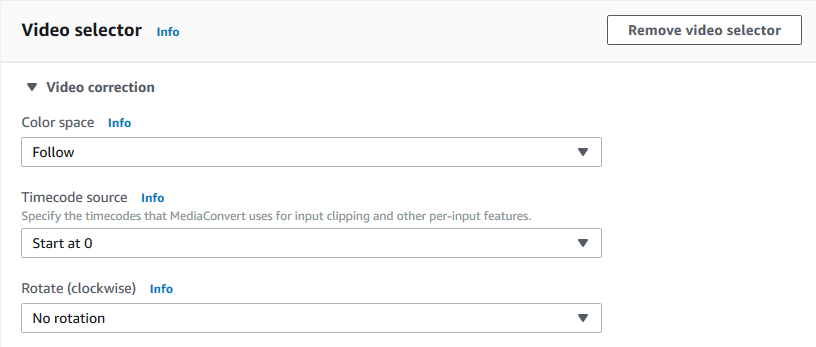 Video selector Info
Remove video selector
Video correction
Color space Info
Follow
Timecode source Info
Specify the timecodes that MediaConvert uses for input clipping and other per-input features.
Start at 0
Rotate (clockwise) Info
No rotation